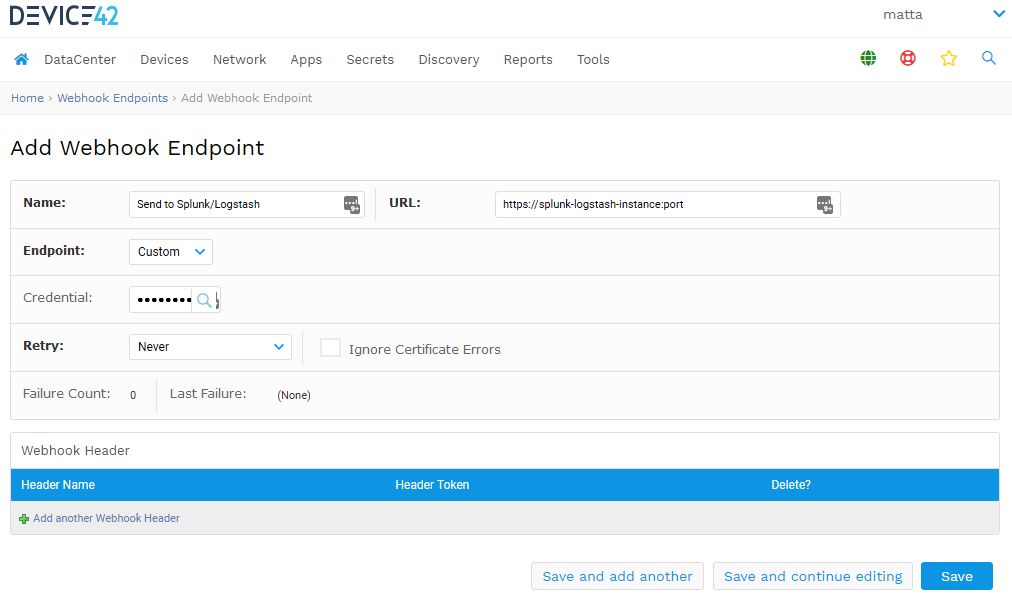 DEVICE42
matta
DataCenter Devices Network Apps Secrets Discovery Reports Tools
Home › Webhook Endpoints › Add Webhook Endpoint
Add Webhook Endpoint
Name: Send to Splunk/Logstash 9+ URL: https://splunk-logstash-instance:port 9+
Endpoint: Custom
Credential: ••••••••
Retry: Never Ignore Certificate Errors
Failure Count: 0 Last Failure: (None)
Webhook Header
Header Name Header Token Delete?
Add another Webhook Header
Save and add another Save and continue editing Save